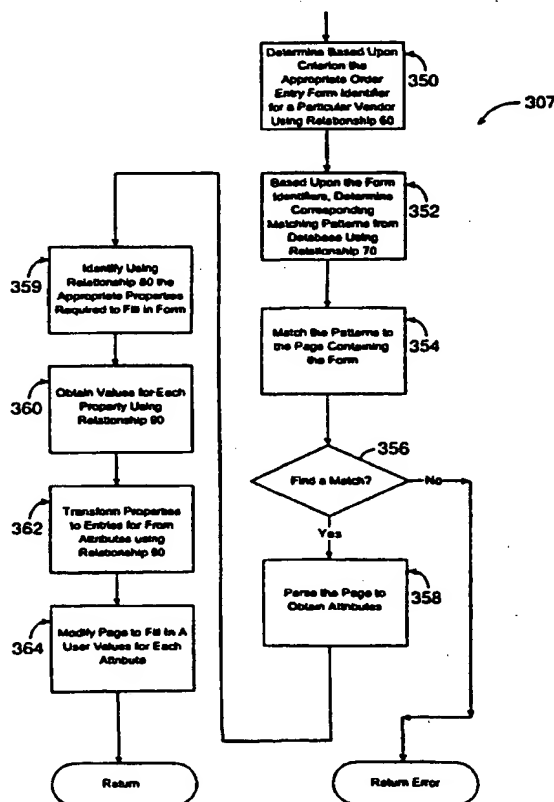 Determine Based Upon
Criterion the
Appropriate Order
Entry Form Identifier
for a Particular Vendor
Using Relationship 60
350
307
Based Upon the Form
Identifiers, Determine
Corresponding
Matching Patterns from
Database Using
Relationship 70
352
Match the Patterns to
the Page Containing
the Form
354
Find a Match?
356
No
Yes
Parse the Page to
Obtain Attributes
358
Identify Using
Relationship 80 the
Appropriate Properties
Required to Fill in Form
359
Obtain Values for Each
Property Using
Relationship 90
360
Transform Properties
to Entries for From
Attributes using
Relationship 80
362
Modify Page to Fill In A
User Values for Each
Attribute
364
Return
Return Error